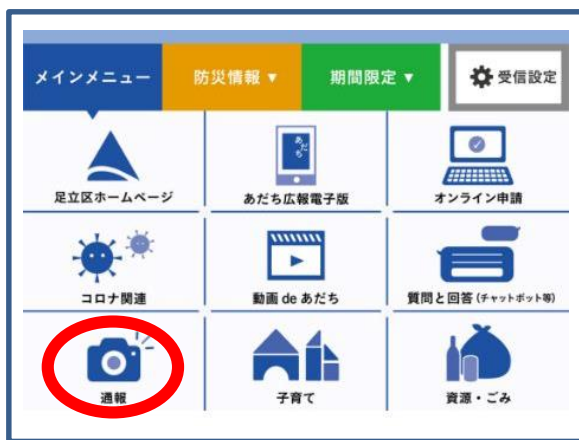 メインメニュー 防災情報 ▼ 期間限定 ▼ 受信設定
あだち
足立区ホームページ あだち広報電子版 オンライン申請
コロナ関連 動画 de あだち 質問と回答(チャットボット等)
通報 子育て 資源・ごみ